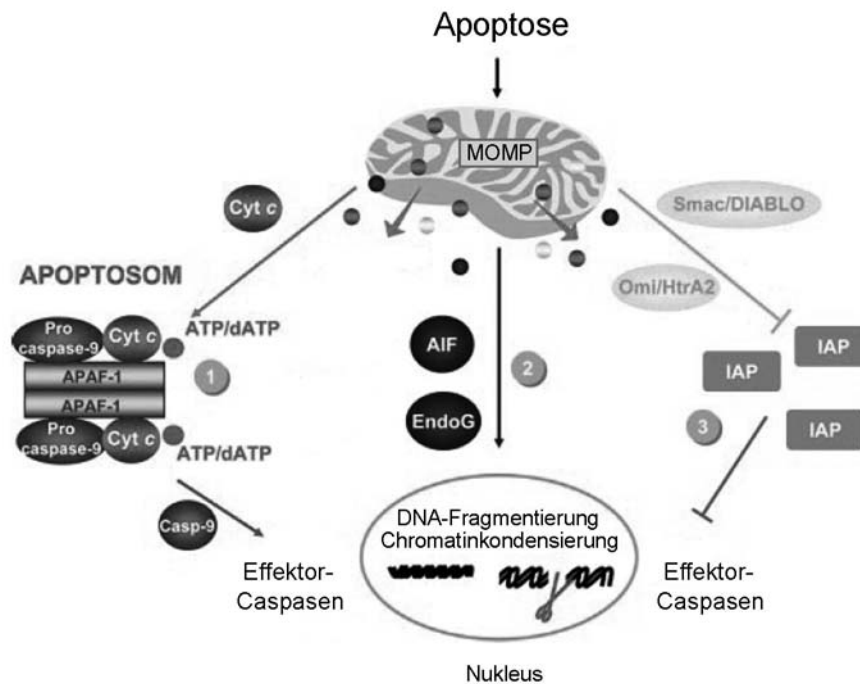 Apoptose
MOMP
Cyt c
Smac/DIABLO
Omi/HtrA2
APOPTOSOM
Pro
caspase-9
Cyt c
ATP/dATP
APAF-1
APAF-1
Pro
caspase-9
Cyt c
ATP/dATP
1
Casp-9
Effektor-
Caspasen
AIF
EndoG
2
DNA-Fragmentierung
Chromatinkondensierung
Nukleus
IAP
IAP
IAP
3
Effektor-
Caspasen